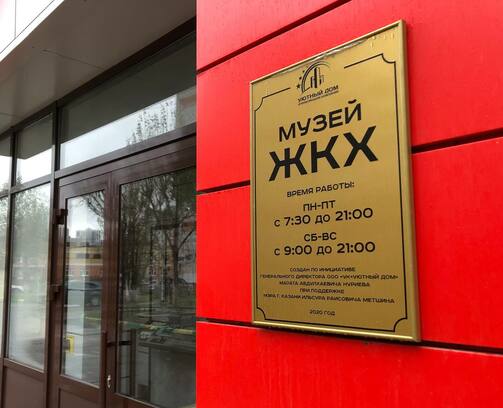 УЮТНЫЙ ДОМ
МУЗЕЙ
ЖКХ
ВРЕМЯ РАБОТЫ:
ПН-ПТ
С 7:30 ДО 21:00
СБ-ВС
С 9:00 ДО 21:00
СОЗДАН ПО ИНИЦИАТИВЕ
ГЕНЕРАЛЬНОГО ДИРЕКТОРА ООО «УК«УЮТНЫЙ ДОМ»
МАРАТА АБДУЛХАЕВИЧА НУРИЕВА
ПРИ ПОДДЕРЖКЕ
МЭРА Г. КАЗАНИ ИЛЬСУРА РАИСОВИЧА МЕТШИНА
2020 ГОД